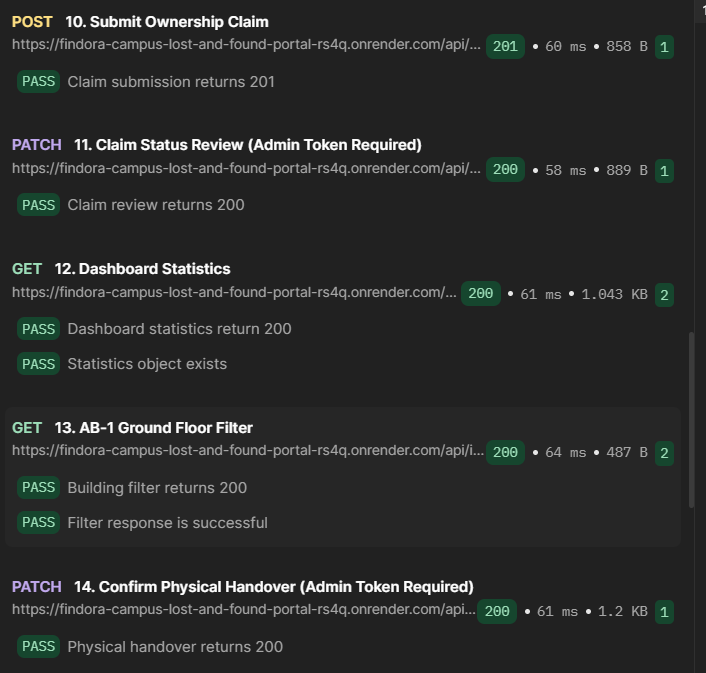 POST 10. Submit Ownership Claim
https://findora-campus-lost-and-found-portal-rs4q.onrender.com/api/... 201 • 60 ms • 858 B 1
PASS Claim submission returns 201
PATCH 11. Claim Status Review (Admin Token Required)
https://findora-campus-lost-and-found-portal-rs4q.onrender.com/api/... 200 • 58 ms • 889 B 1
PASS Claim review returns 200
GET 12. Dashboard Statistics
https://findora-campus-lost-and-found-portal-rs4q.onrender.com/... 200 • 61 ms • 1.043 KB 2
PASS Dashboard statistics return 200
PASS Statistics object exists
GET 13. AB-1 Ground Floor Filter
https://findora-campus-lost-and-found-portal-rs4q.onrender.com/api/i... 200 • 64 ms • 487 B 2
PASS Building filter returns 200
PASS Filter response is successful
PATCH 14. Confirm Physical Handover (Admin Token Required)
https://findora-campus-lost-and-found-portal-rs4q.onrender.com/api... 200 • 61 ms • 1.2 KB 1
PASS Physical handover returns 200